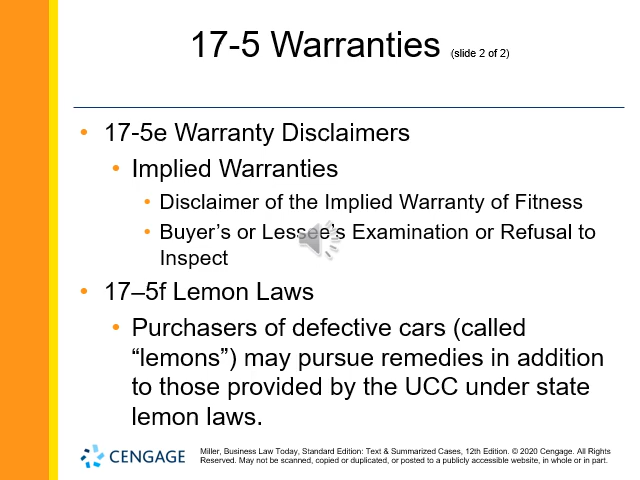 17-5 Warranties (slide 2 of 2)
• 17-5e Warranty Disclaimers
• Implied Warranties
• Disclaimer of the Implied Warranty of Fitness
• Buyer’s or Lessee’s Examination or Refusal to
Inspect
• 17–5f Lemon Laws
• Purchasers of defective cars (called
“lemons”) may pursue remedies in addition
to those provided by the UCC under state
lemon laws.
CENGAGE
Miller, Business Law Today, Standard Edition: Text & Summarized Cases, 12th Edition. © 2020 Cengage. All Rights
Reserved. May not be scanned, copied or duplicated, or posted to a publicly accessible website, in whole or in part.